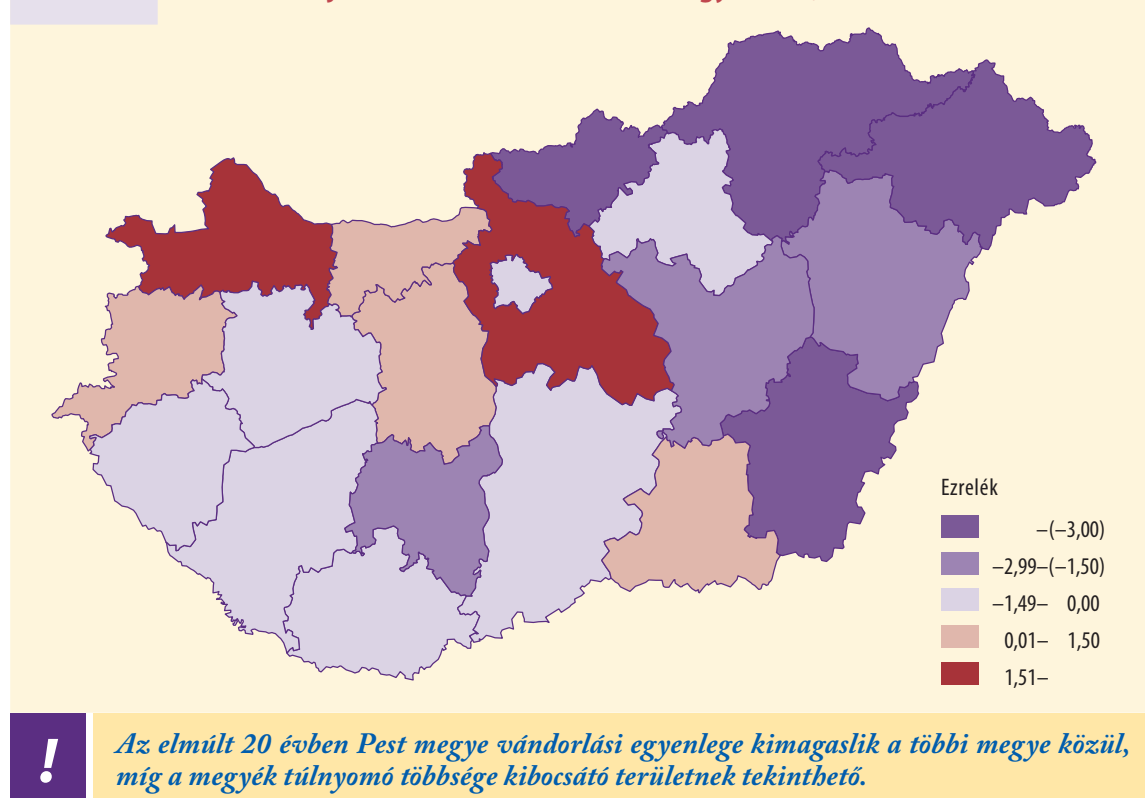 Ezrelék
–(–3,00)
–2,99–(–1,50)
–1,49– 0,00
0,01– 1,50
1,51–
!
Az elmúlt 20 évben Pest megye vándorlási egyenlege kimagaslik a többi megye közül,
míg a megyék túlnyomó többsége kibocsátó területnek tekinthető.